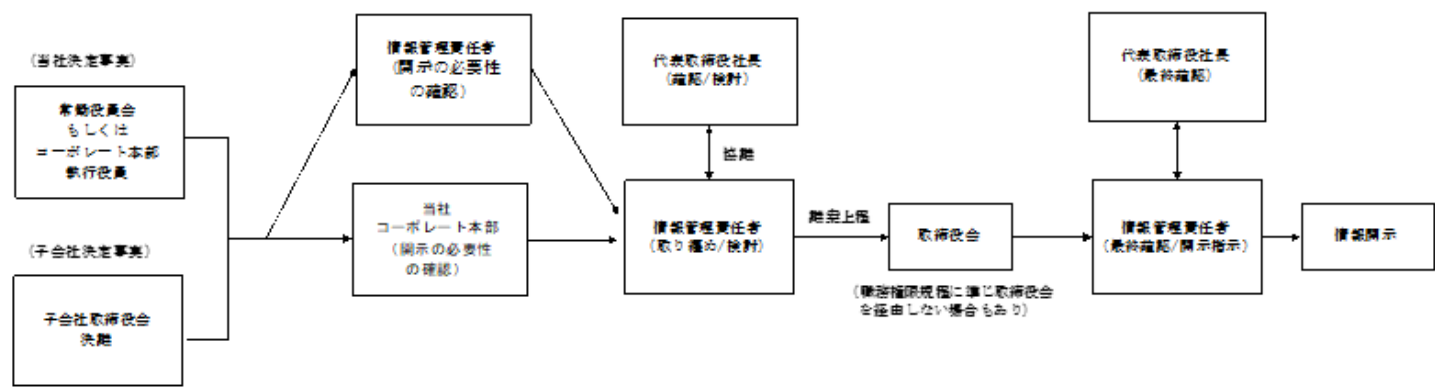 （当社決定事実）
常勤役員会
もしくは
コーポレート本部
執行役員
（子会社決定事実）
子会社取締役会
決議
情報管理責任者
（開示の必要性
の確認）
当社
コーポレート本部
（開示の必要性
の確認）
代表取締役社長
（確認/検討）
協議
情報管理責任者
（取り纏め/検討）
議案上程
取締役会
（職務権限規程に準じ取締役会
を経由しない場合もあり）
代表取締役社長
（最終確認）
情報管理責任者
（最終確認/開示指示）
情報開示